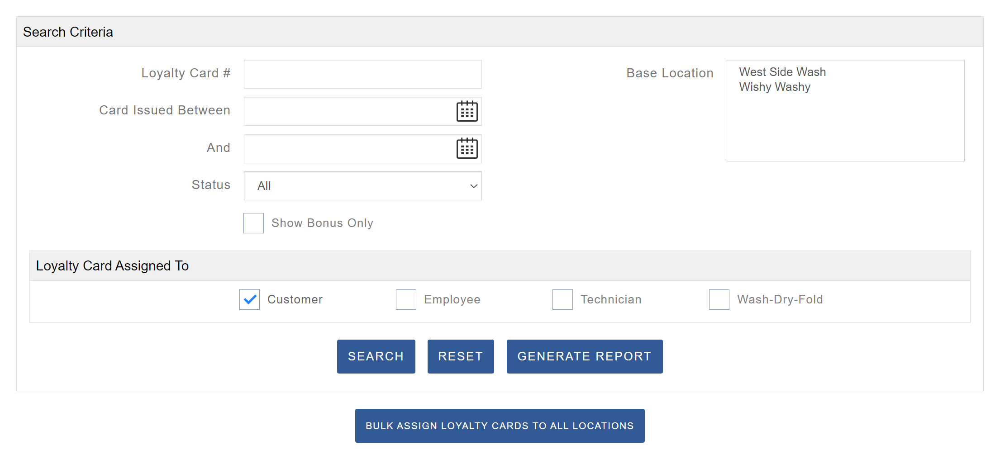 Search Criteria
Loyalty Card #
Base Location
West Side Wash
Wishy Washy
Card Issued Between
And
Status
All
Show Bonus Only
Loyalty Card Assigned To
Customer
Employee
Technician
Wash-Dry-Fold
SEARCH
RESET
GENERATE REPORT
BULK ASSIGN LOYALTY CARDS TO ALL LOCATIONS